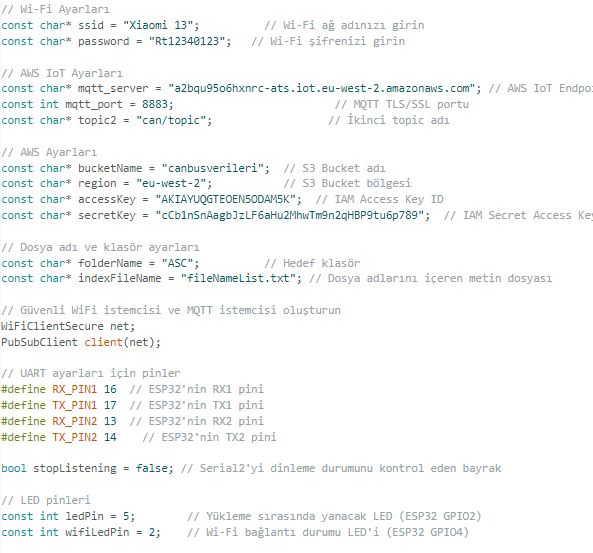 // Wi-Fi Ayarları
const char* ssid = "Xiaomi 13"; // Wi-Fi ağ adınızı girin
const char* password = "Rt12340123"; // Wi-Fi şifrenizi girin
// AWS IoT Ayarları
const char* mqtt_server = "a2bqu95o6hxnrc-ats.iot.eu-west-2.amazonaws.com"; // AWS IoT Endpoi
const int mqtt_port = 8883; // MQTT TLS/SSL portu
const char* topic2 = "can/topic"; // İkinci topic adı
// AWS Ayarları
const char* bucketName = "canbusverileri"; // S3 Bucket adı
const char* region = "eu-west-2"; // S3 Bucket bölgesi
const char* accessKey = "AKIAYUQGTEOEN5ODAM5K"; // IAM Access Key ID
const char* secretKey = "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"; // IAM Secret Access Key
// Dosya adı ve klasör ayarları
const char* folderName = "ASC"; // Hedef klasör
const char* indexFileName = "fileNameList.txt"; // Dosya adlarını içeren metin dosyası
// Güvenli WiFi istemcisi ve MQTT istemcisi oluşturun
WiFiClientSecure net;
PubSubClient client(net);
// UART ayarları için pinler
#define RX_PIN1 16 // ESP32'nin RX1 pini
#define TX_PIN1 17 // ESP32'nin TX1 pini
#define RX_PIN2 13 // ESP32'nin RX2 pini
#define TX_PIN2 14 // ESP32'nin TX2 pini
bool stopListening = false; // Serial2'yi dinleme durumunu kontrol eden bayrak
// LED pinleri
const int ledPin = 5; // Yükleme sırasında yanacak LED (ESP32 GPIO2)
const int wifiLedPin = 2; // Wi-Fi bağlantı durumu LED'i (ESP32 GPIO4)